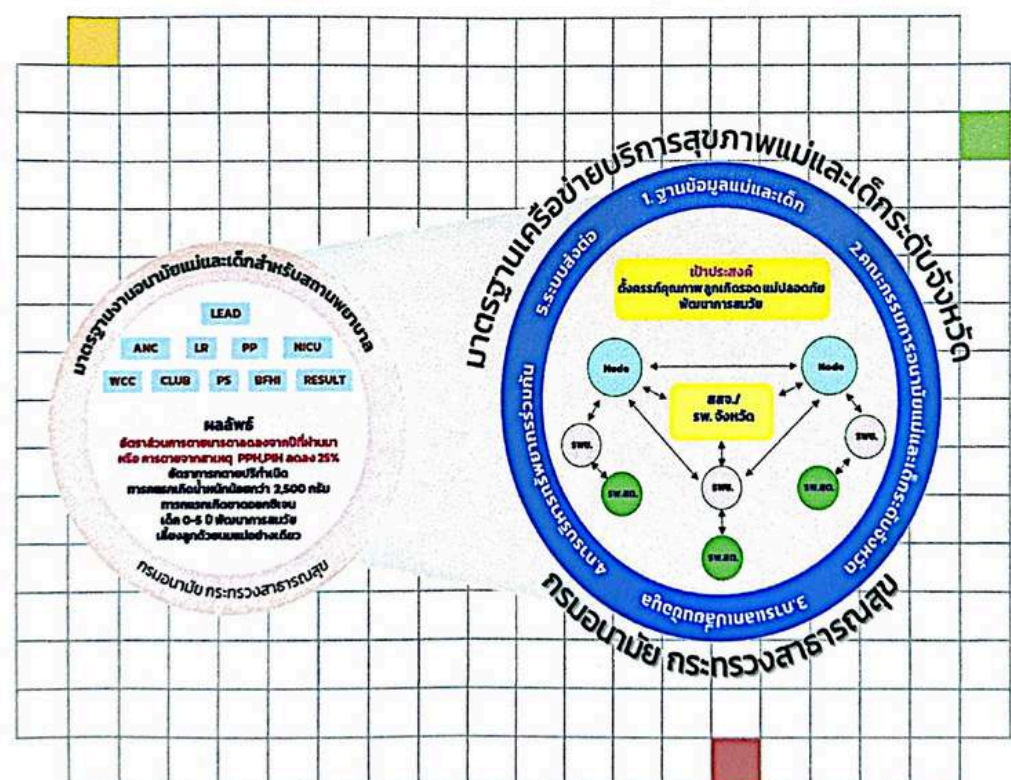 มาตรฐานงานอนามัยแม่และเด็กสำหรับสถานพยาบาล
LEAD
ANC LR PP NICU
WCC CLUB PS BFHI RESULT
ผลลัพธ์
อัตราส่วนการตายมารดาลดลงจากปีที่ผ่านมา
หรือ การตายจากสาเหตุ PPH,PIH ลดลง 25%
อัตราการตายปริกำเนิด
ทารกแรกเกิดน้ำหนักน้อยกว่า 2,500 กรัม
ทารกแรกเกิดขาดออกซิเจน
เด็ก 0-5 ปี พัฒนาการสมวัย
เลี้ยงลูกด้วยนมแม่อย่างเดียว
กรมอนามัย กระทรวงสาธารณสุข
มาตรฐานเครือข่ายบริการสุขภาพแม่และเด็กระดับจังหวัด
1. ฐานข้อมูลแม่และเด็ก
2.คณะกรรมการอนามัยแม่และเด็กระดับจังหวัด
3.การแลกเปลี่ยนข้อมูล
4.การบริหารทรัพยากรร่วมกัน
5.ระบบส่งต่อ
เป้าประสงค์
ตั้งครรภ์คุณภาพ ลูกเกิดรอด แม่ปลอดภัย
พัฒนาการสมวัย
Node
Node
สสจ./
รพ. จังหวัด
รพช.
รพช.
รพช.
รพ.สต.
รพ.สต.
รพ.สต.
กรมอนามัย กระทรวงสาธารณสุข